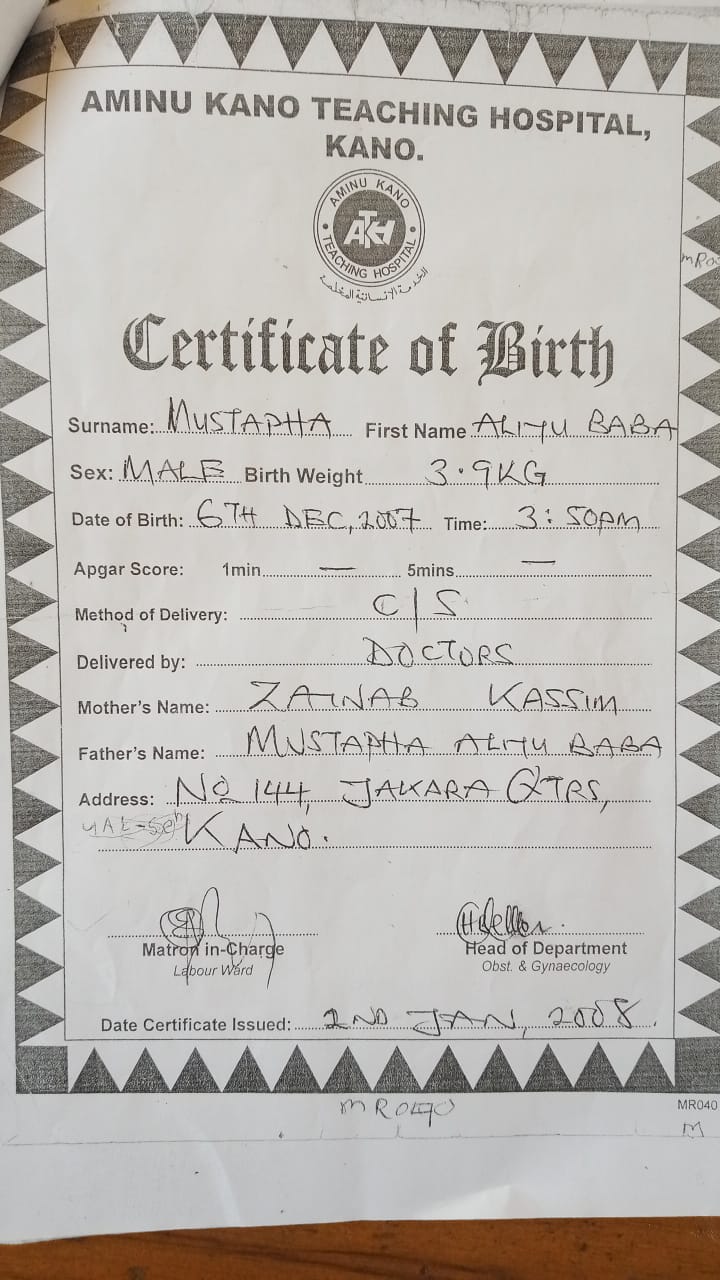 AMINU KANO TEACHING HOSPITAL,
KANO.
AMINU KANO
ATKH
TEACHING HOSPITAL
الخدمة الإنسانية المخلصة
Certificate of Birth
Surname: MUSTAPHA First Name ALIYU BABA
Sex: MALE Birth Weight 3.9KG
Date of Birth: 6TH DEC, 2007 Time: 3:50PM
Apgar Score: 1min — 5mins —
Method of Delivery: C/S
Delivered by: DOCTORS
Mother's Name: ZAINAB KASSIM
Father's Name: MUSTAPHA ALIYU BABA
Address: No 144, JAKARA QTRS,
KANO.
Matron in-Charge Head of Department
Labour Ward Obst. & Gynaecology
Date Certificate Issued: 2ND JAN, 2008.
MR040
MR040
M